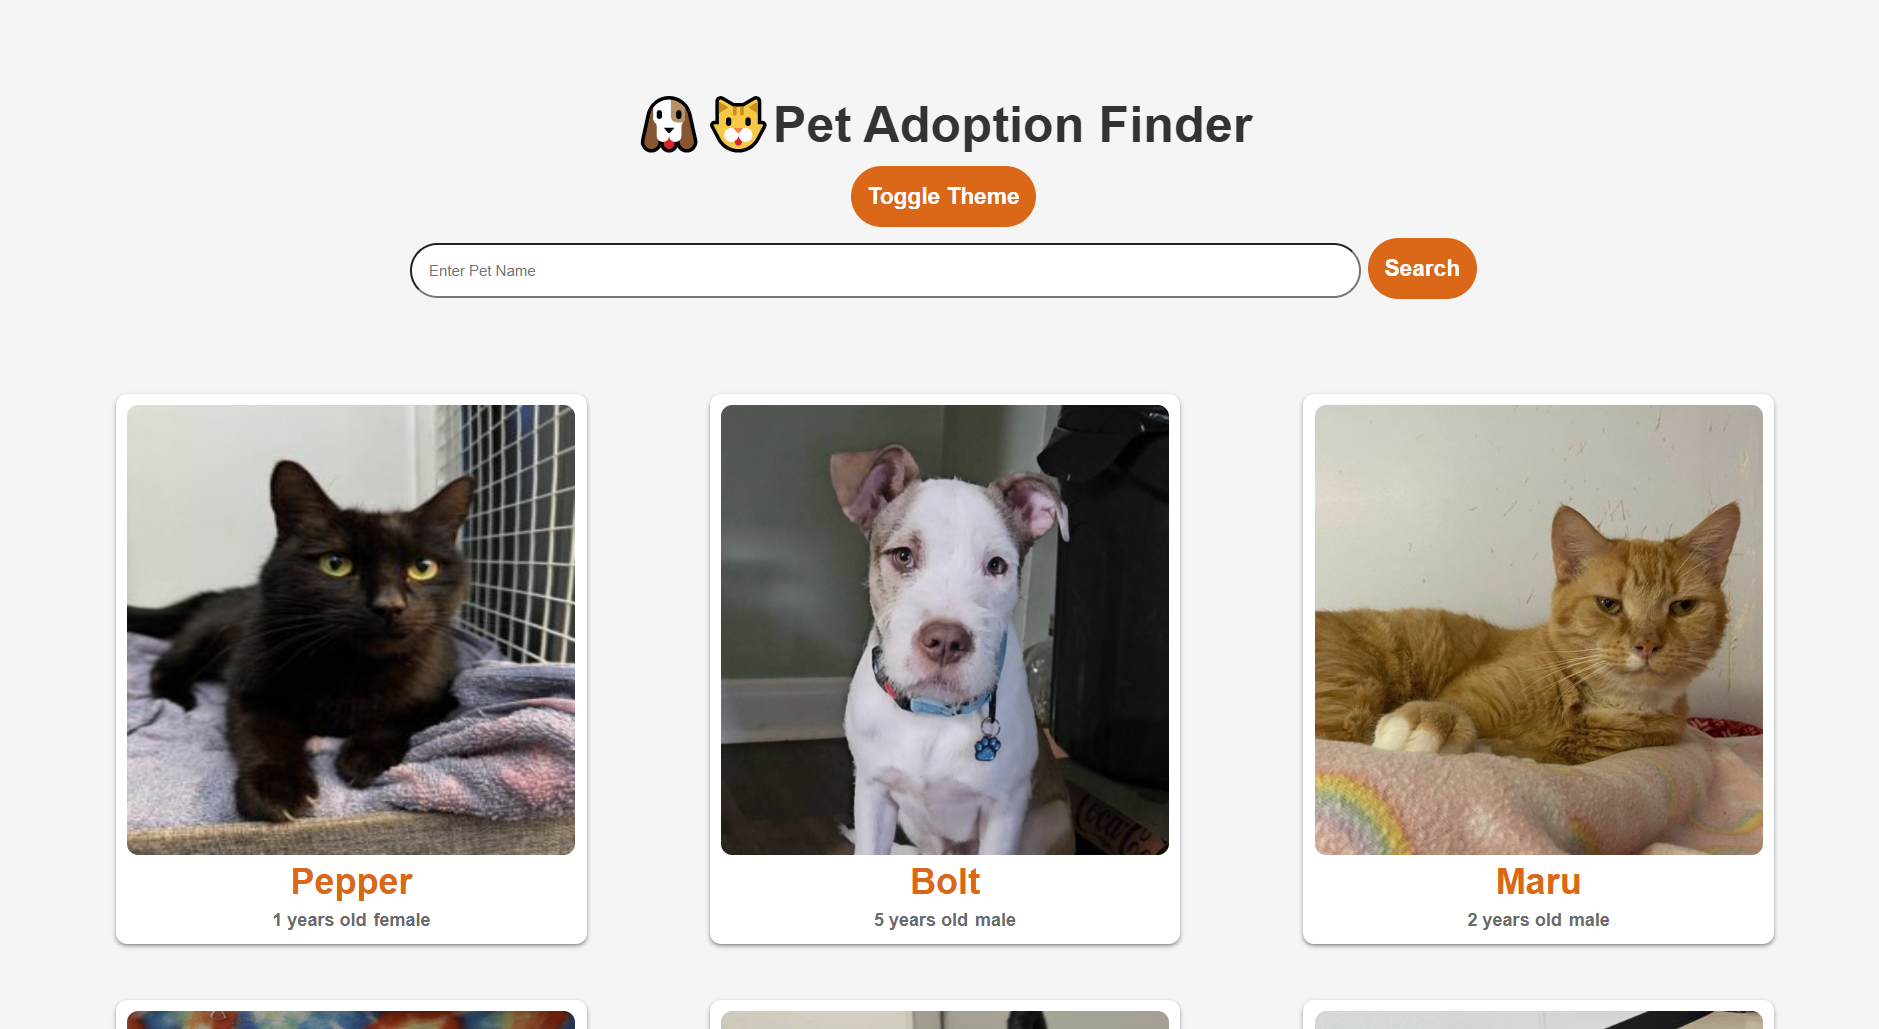 Pet Adoption Finder
Toggle Theme
Enter Pet Name
Search
Pepper
1 years old female
Bolt
5 years old male
Maru
2 years old male